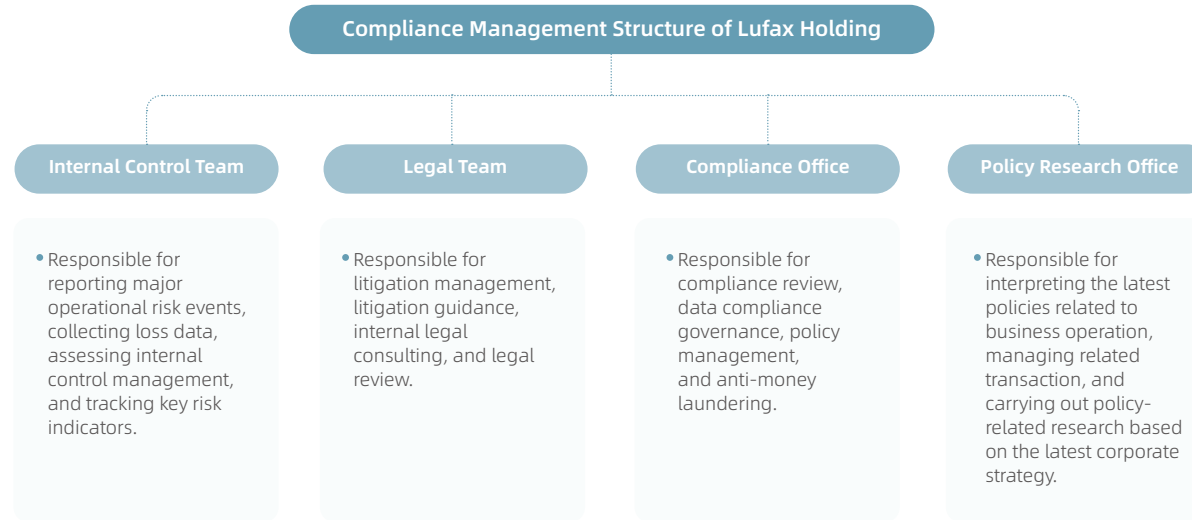 Compliance Management Structure of Lufax Holding
Internal Control Team
Legal Team
Compliance Office
Policy Research Office
• Responsible for
reporting major
operational risk events,
collecting loss data,
assessing internal
control management,
and tracking key risk
indicators.
• Responsible for
litigation management,
litigation guidance,
internal legal
consulting, and legal
review.
• Responsible for
compliance review,
data compliance
governance, policy
management,
and anti-money
laundering.
• Responsible for
interpreting the latest
policies related to
business operation,
managing related
transaction, and
carrying out policy-
related research based
on the latest corporate
strategy.